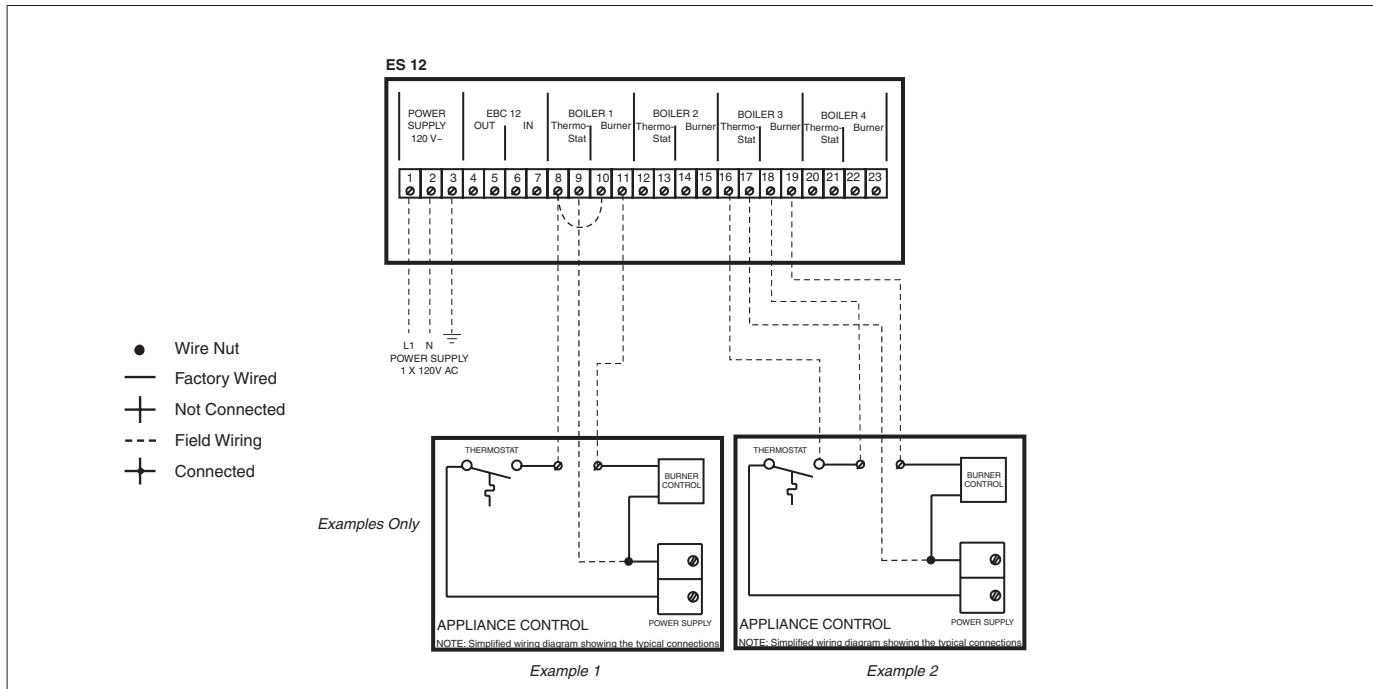 ES 12
POWER
SUPPLY
120 V~
EBC 12
OUT IN
BOILER 1
Thermo- Burner
Stat
BOILER 2
Thermo- Burner
Stat
BOILER 3
Thermo- Burner
Stat
BOILER 4
Thermo- Burner
Stat
1 2 3 4 5 6 7 8 9 10 11 12 13 14 15 16 17 18 19 20 21 22 23
L1 N
POWER SUPPLY
1 X 120V AC
Wire Nut
Factory Wired
Not Connected
Field Wiring
Connected
Examples Only
THERMOSTAT
BURNER
CONTROL
POWER SUPPLY
APPLIANCE CONTROL
NOTE: Simplified wiring diagram showing the typical connections
Example 1
THERMOSTAT
BURNER
CONTROL
POWER SUPPLY
APPLIANCE CONTROL
NOTE: Simplified wiring diagram showing the typical connections
Example 2